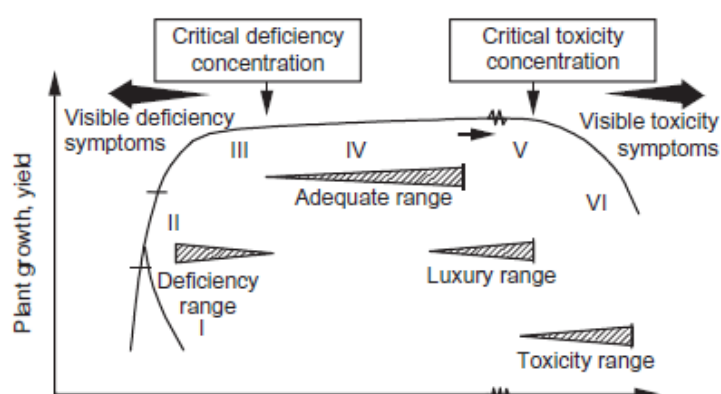 Critical deficiency
concentration
Critical toxicity
concentration
Visible deficiency
symptoms
Visible toxicity
symptoms
III
IV
V
Adequate range
VI
II
Deficiency
range
Luxury range
I
Toxicity range
Plant growth, yield